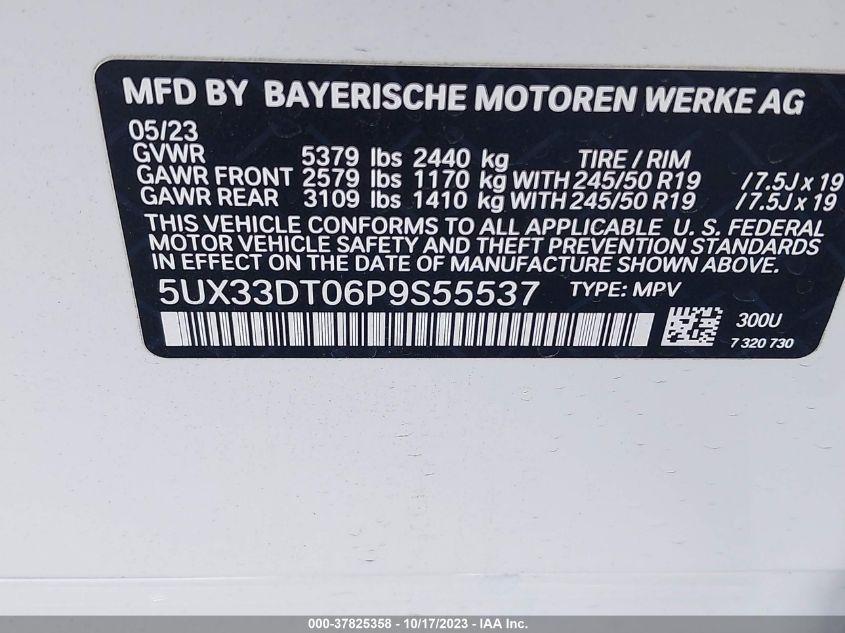 MFD BY BAYERISCHE MOTOREN WERKE AG
05/23
GVWR 5379 lbs 2440 kg TIRE / RIM
GAWR FRONT 2579 lbs 1170 kg WITH 245/50 R19 / 7.5J x 19
GAWR REAR 3109 lbs 1410 kg WITH 245/50 R19 / 7.5J x 19
THIS VEHICLE CONFORMS TO ALL APPLICABLE U. S. FEDERAL
MOTOR VEHICLE SAFETY AND THEFT PREVENTION STANDARDS
IN EFFECT ON THE DATE OF MANUFACTURE SHOWN ABOVE.
5UX33DT06P9S55537 TYPE: MPV
300U
7 320 730
000-37825358 - 10/17/2023 - IAA Inc.